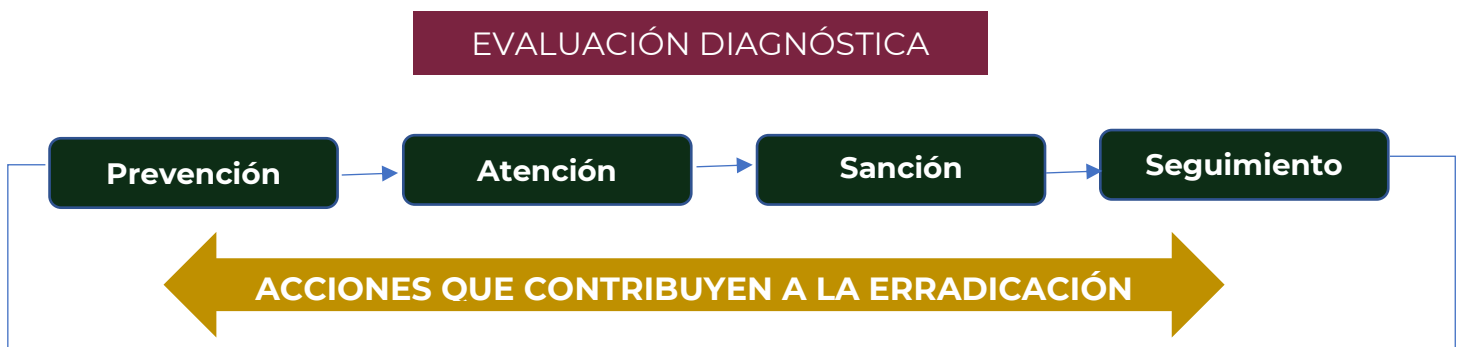 EVALUACIÓN DIAGNÓSTICA
Prevención
Atención
Sanción
Seguimiento
ACCIONES QUE CONTRIBUYEN A LA ERRADICACIÓN